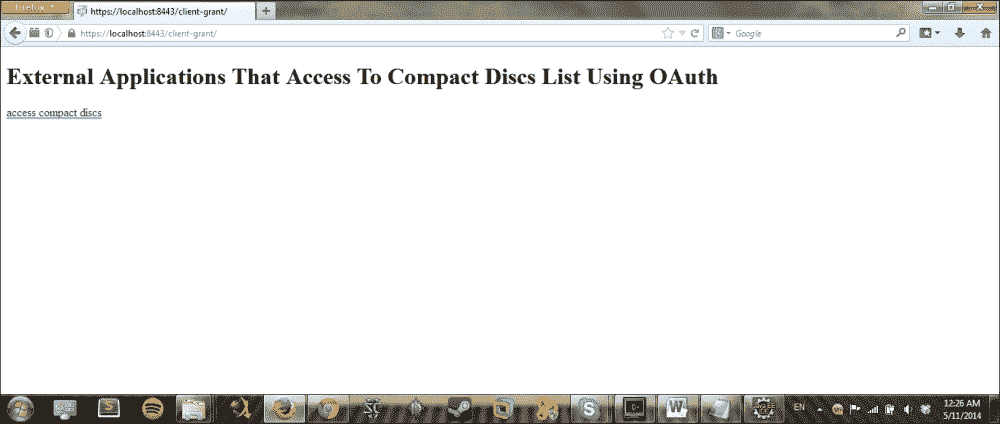 Firefox
https://localhost:8443/client-grant/
https://localhost:8443/client-grant/
Google
External Applications That Access To Compact Discs List Using OAuth
access compact discs
EN
12:26 AM
5/11/2014